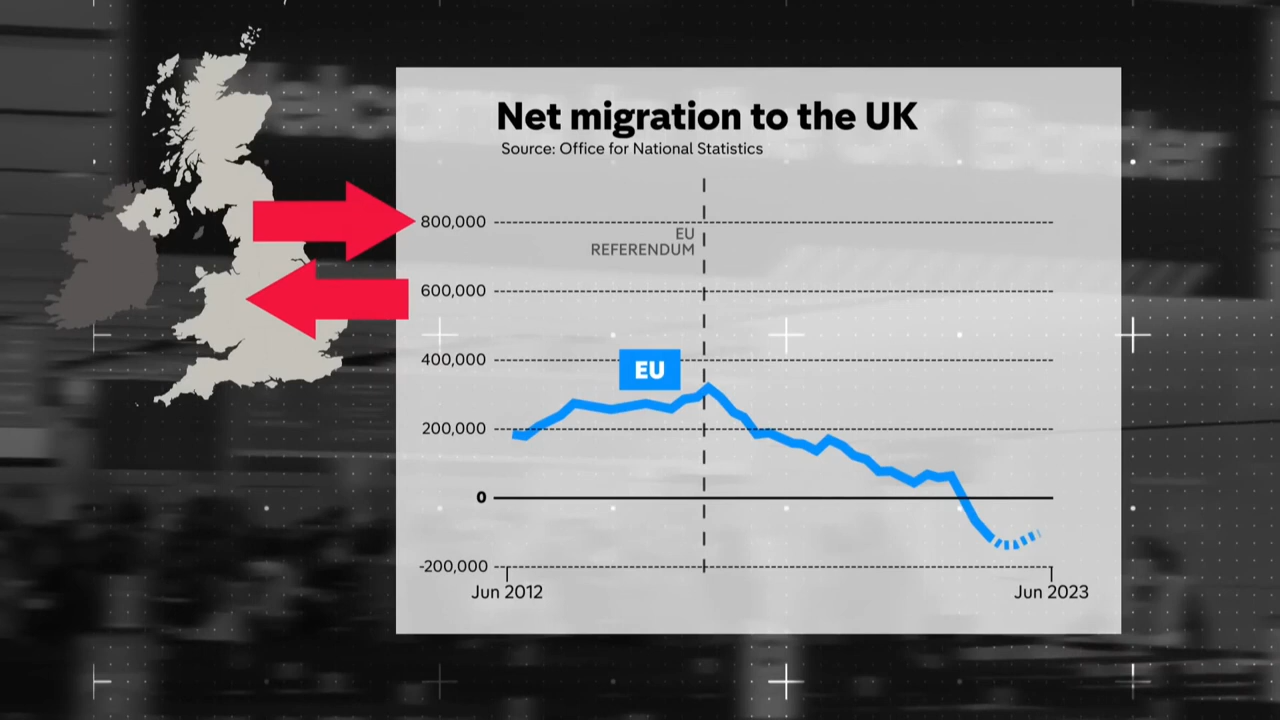 Net migration to the UK
Source: Office for National Statistics
800,000
EU
REFERENDUM
600,000
400,000
EU
200,000
0
-200,000
Jun 2012
Jun 2023